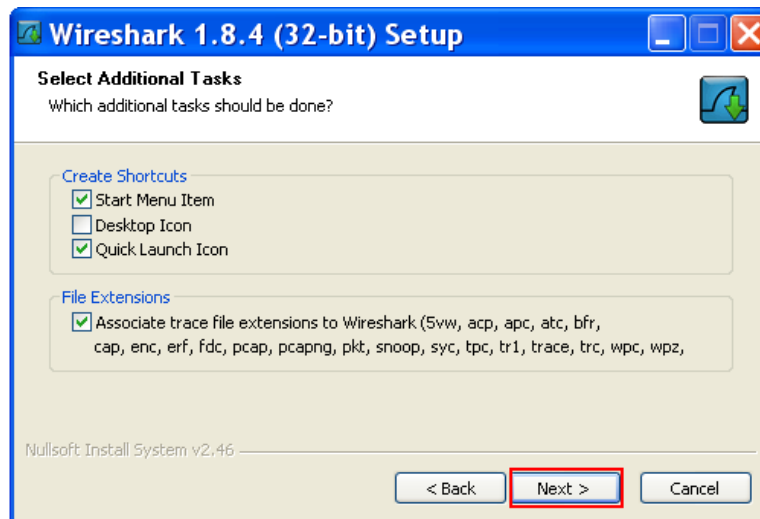 Wireshark 1.8.4 (32-bit) Setup
Select Additional Tasks
Which additional tasks should be done?
Create Shortcuts
Start Menu Item
Desktop Icon
Quick Launch Icon
File Extensions
Associate trace file extensions to Wireshark (5vw, acp, apc, atc, bfr,
cap, enc, erf, fdc, pcap, pcapng, pkt, snoop, syc, tpc, tr1, trace, trc, wpc, wpz,
Nullsoft Install System v2.46
< Back Next > Cancel